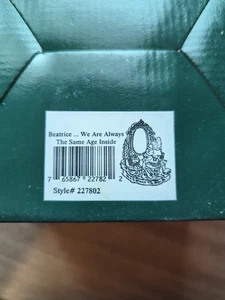 Beatrice ... We Are Always
The Same Age Inside
7 65867 22782 2
Style# 227802